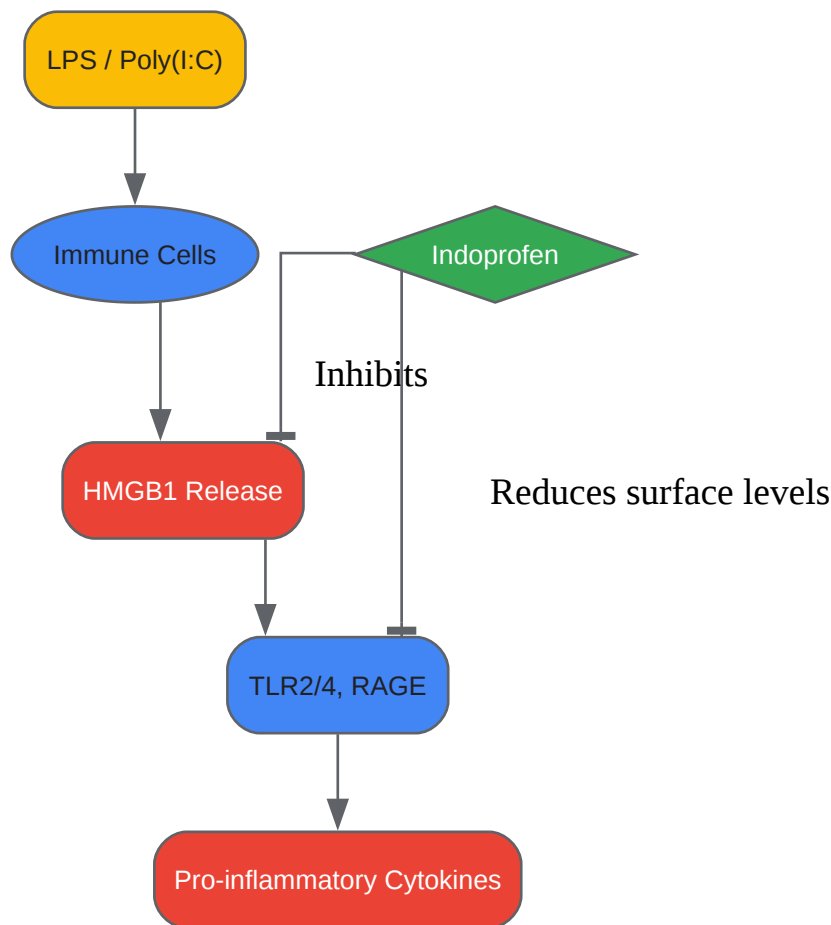 LPS / Poly(I:C)
Immune Cells
Indoprofen
Inhibits
HMGB1 Release
Reduces surface levels
TLR2/4, RAGE
Pro-inflammatory Cytokines